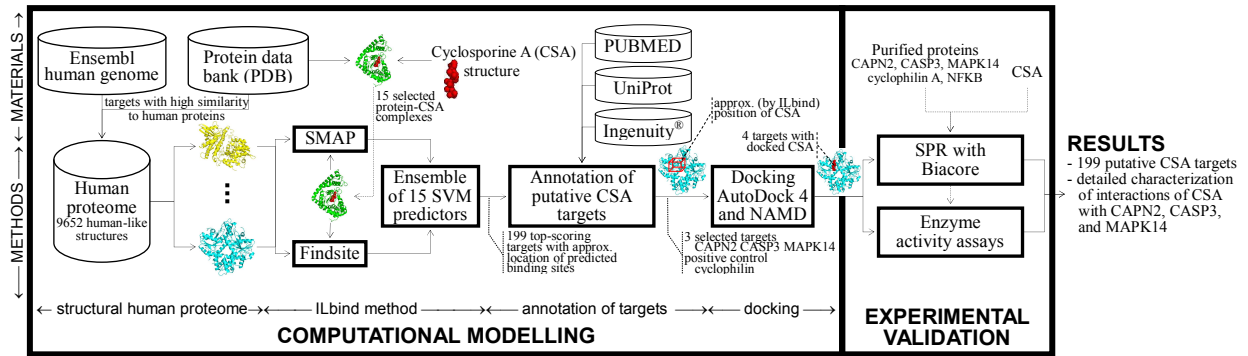 MATERIALS
METHODS
Ensembl
human genome
Protein data
bank (PDB)
targets with high similarity
to human proteins
Human
proteome
9652 human-like
structures
Cyclosporine A (CSA)
structure
15 selected
protein-CSA
complexes
SMAP
Findsite
Ensemble
of 15 SVM
predictors
199 top-scoring
targets with approx.
location of predicted
binding sites
PUBMED
UniProt
Ingenuity®
Annotation of
putative CSA
targets
approx. (by ILbind)
position of CSA
3 selected targets
CAPN2 CASP3 MAPK14
positive control
cyclophilin
Docking
AutoDock 4
and NAMD
4 targets with
docked CSA
Purified proteins
CAPN2, CASP3, MAPK14
cyclophilin A, NFKB
CSA
SPR with
Biacore
Enzyme
activity assays
RESULTS
- 199 putative CSA targets
- detailed characterization
of interactions of CSA
with CAPN2, CASP3,
and MAPK14
structural human proteome
ILbind method
annotation of targets
docking
COMPUTATIONAL MODELLING
EXPERIMENTAL
VALIDATION